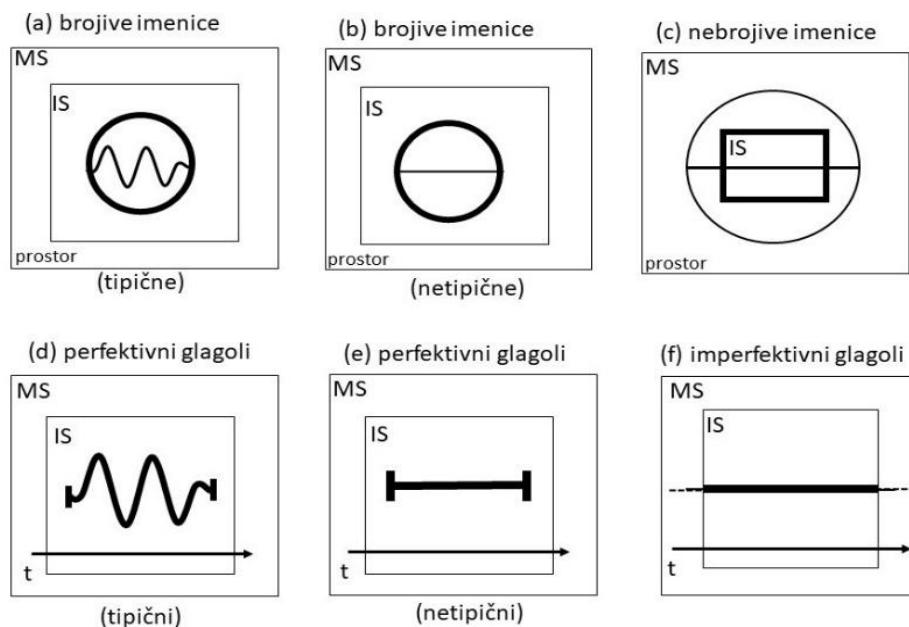 (a) brojive imenice
MS
IS
prostor
(tipične)
(b) brojive imenice
MS
IS
prostor
(netipične)
(c) nebrojive imenice
MS
IS
prostor
(d) perfektivni glagoli
MS
IS
t
(tipični)
(e) perfektivni glagoli
MS
IS
t
(netipični)
(f) imperfektivni glagoli
MS
IS
t